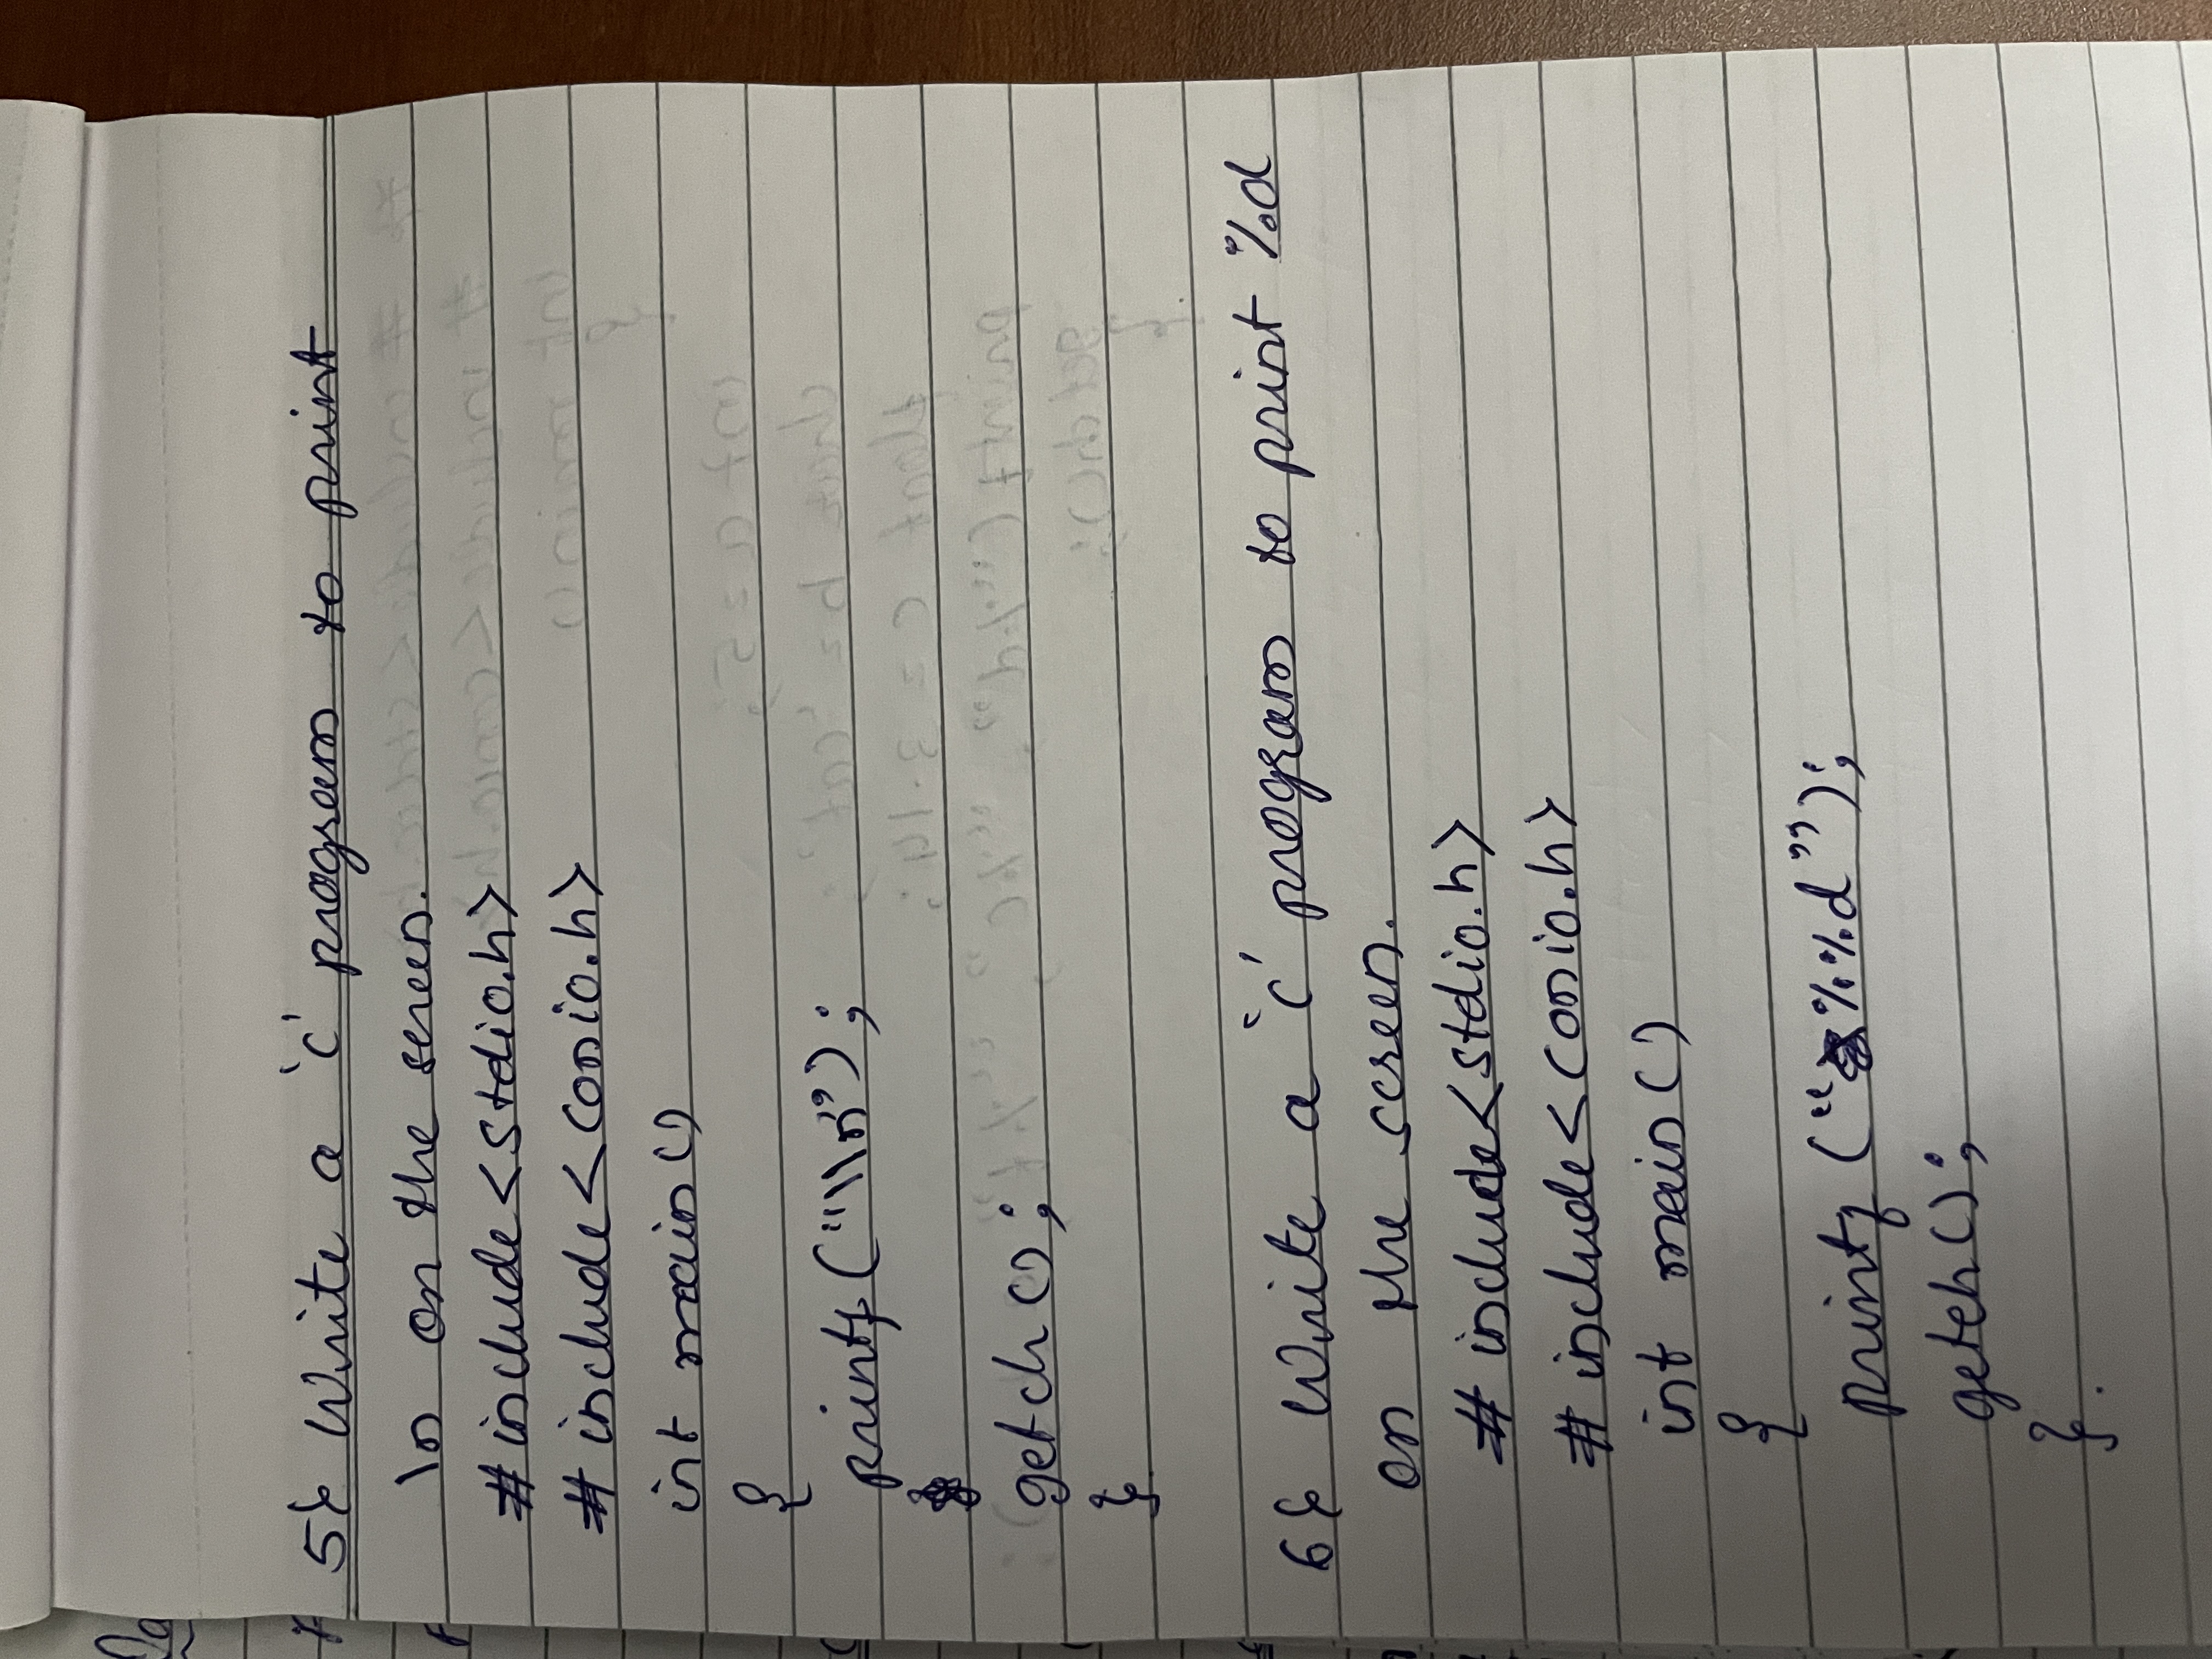 5} Write a 'C' program to print
\n on the screen.
#include<stdio.h>
#include<conio.h>
int main()
{
printf("\\n");
getch();
}
6} Write a 'C' program to print %d
on the screen.
# include<stdio.h>
# include<conio.h>
int main()
{
printf("%%d");
getch();
}.